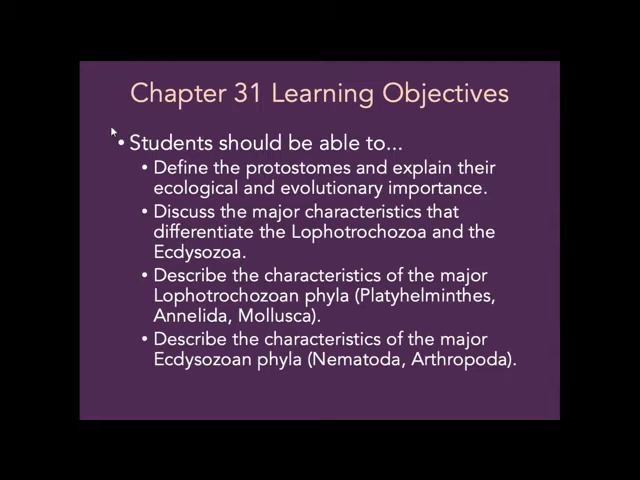 Chapter 31 Learning Objectives
• Students should be able to...
• Define the protostomes and explain their
ecological and evolutionary importance.
• Discuss the major characteristics that
differentiate the Lophotrochozoa and the
Ecdysozoa.
• Describe the characteristics of the major
Lophotrochozoan phyla (Platyhelminthes,
Annelida, Mollusca).
• Describe the characteristics of the major
Ecdysozoan phyla (Nematoda, Arthropoda).